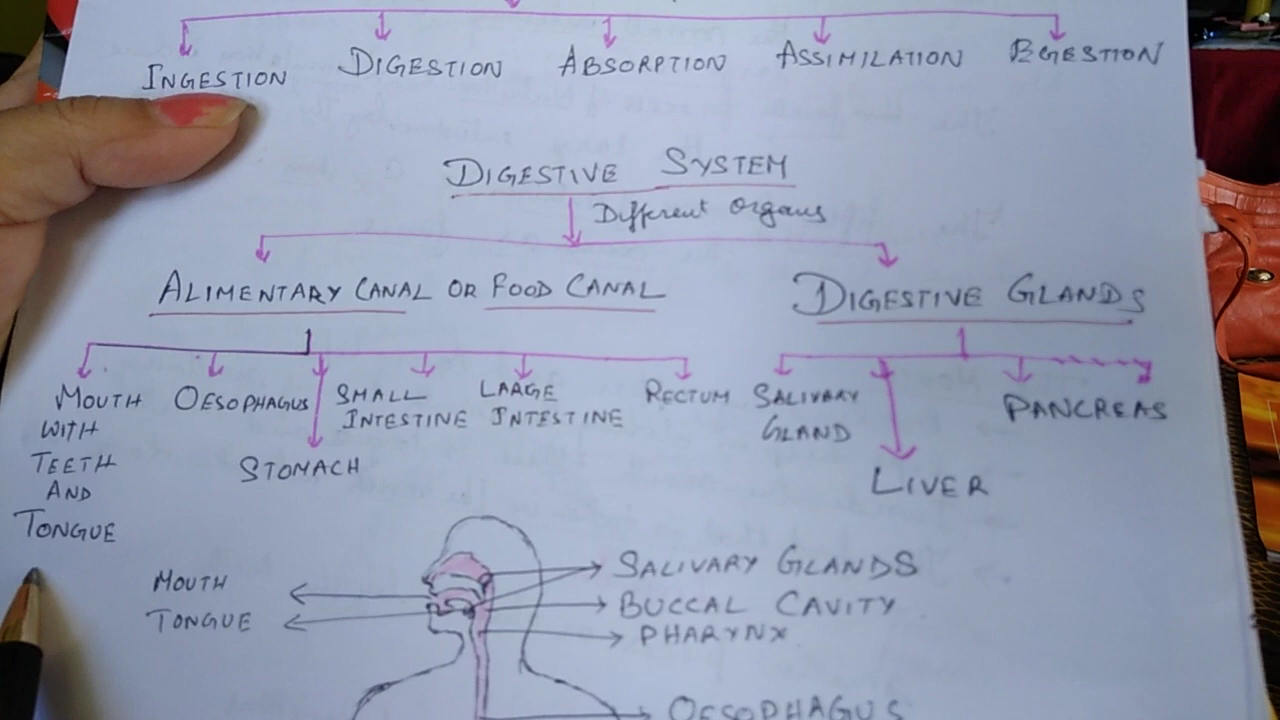 INGESTION DIGESTION ABSORPTION ASSIMILATION EGESTION
DIGESTIVE SYSTEM
Different Organs
ALIMENTARY CANAL OR FOOD CANAL
DIGESTIVE GLANDS
MOUTH
WITH
TEETH
AND
TONGUE
OESOPHAGUS
STOMACH
SMALL
INTESTINE
LARGE
INTESTINE
RECTUM
SALIVARY
GLAND
LIVER
PANCREAS
MOUTH
TONGUE
SALIVARY GLANDS
BUCCAL CAVITY
PHARYNX
OESOPHAGUS